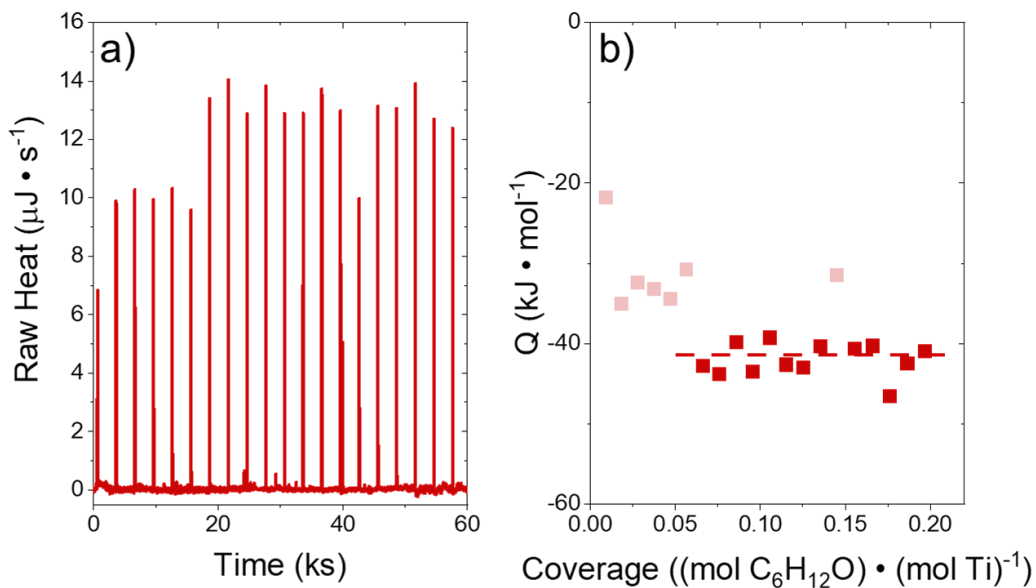 a)
16
14
12
10
8
6
4
2
0
Raw Heat (μJ • s⁻¹)
0 20 40 60
Time (ks)
b)
0
-20
-40
-60
Q (kJ • mol⁻¹)
0.00 0.05 0.10 0.15 0.20
Coverage ((mol C₆H₁₂O) • (mol Ti)⁻¹